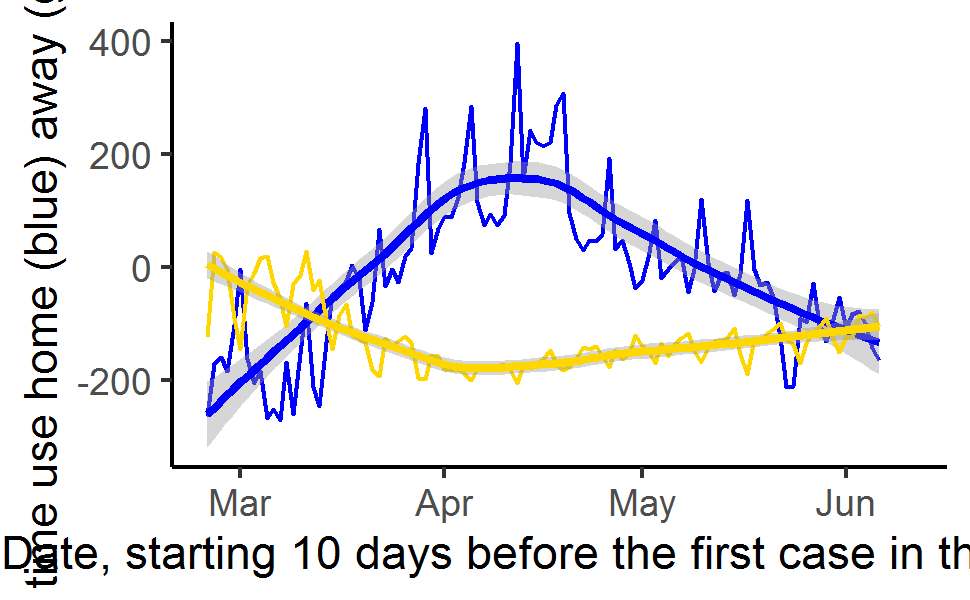 time use home (blue) away (
400
200
0
-200
Mar Apr May Jun
Date, starting 10 days before the first case in th